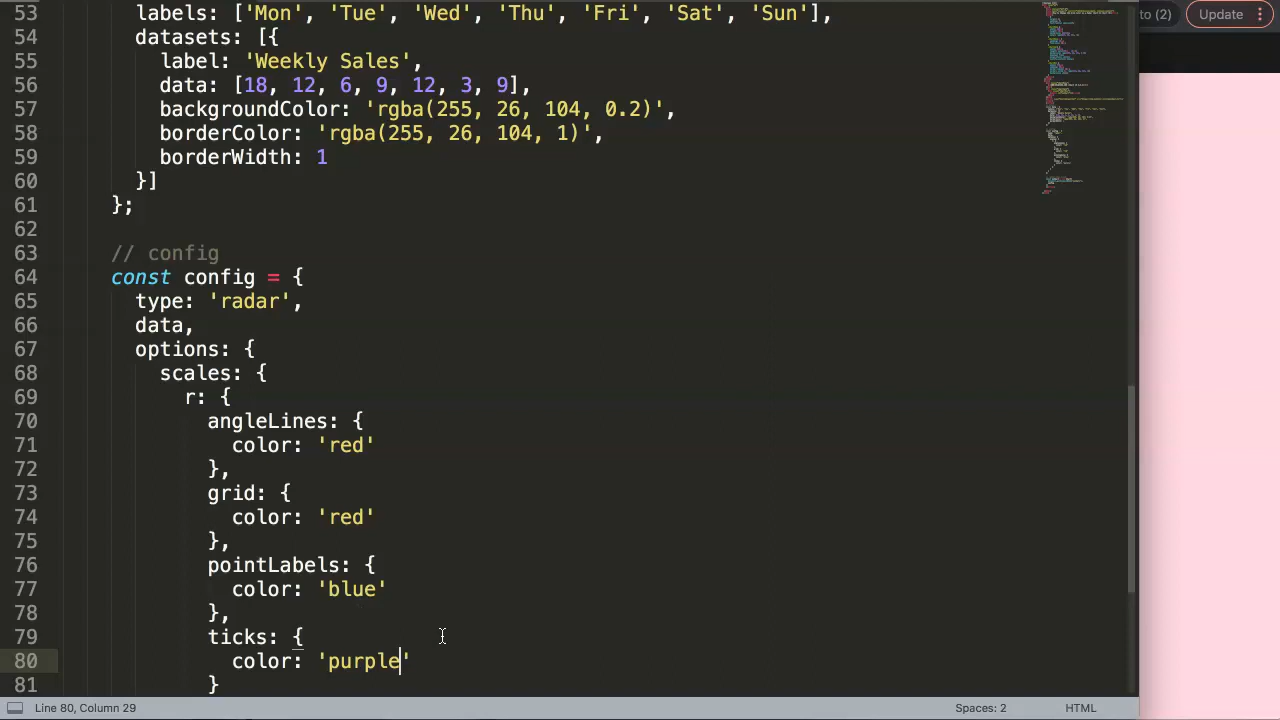 53 labels: ['Mon', 'Tue', 'Wed', 'Thu', 'Fri', 'Sat', 'Sun'],
54 datasets: [{
55 label: 'Weekly Sales',
56 data: [18, 12, 6, 9, 12, 3, 9],
57 backgroundColor: 'rgba(255, 26, 104, 0.2)',
58 borderColor: 'rgba(255, 26, 104, 1)',
59 borderWidth: 1
60 }]
61 };
62
63 // config
64 const config = {
65 type: 'radar',
66 data,
67 options: {
68 scales: {
69 r: {
70 angleLines: {
71 color: 'red'
72 },
73 grid: {
74 color: 'red'
75 },
76 pointLabels: {
77 color: 'blue'
78 },
79 ticks: {
80 color: 'purple'
81 }
Line 80, Column 29
Spaces: 2
HTML
to (2)
Update